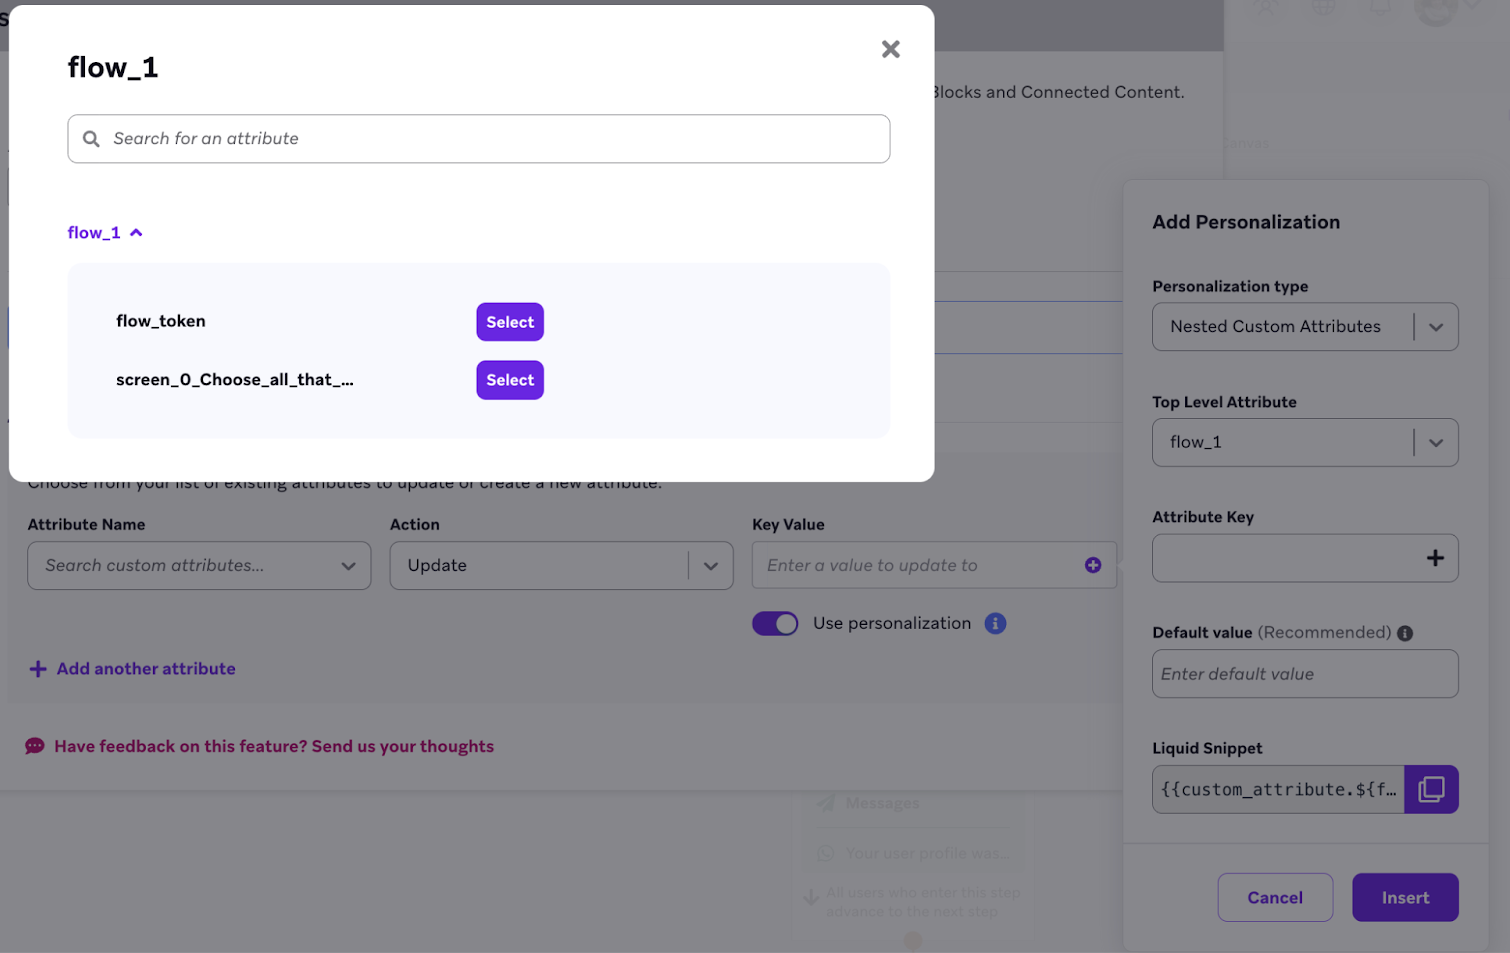 flow_1
Search for an attribute
flow_1
flow_token
Select
screen_0_Choose_all_that_...
Select
Blocks and Connected Content.
Canvas
Add Personalization
Personalization type
Nested Custom Attributes
Top Level Attribute
flow_1
Attribute Key
Default value (Recommended)
Enter default value
Liquid Snippet
{{custom_attribute.${f...
Cancel
Insert
Choose from your list of existing attributes to update or create a new attribute.
Attribute Name
Action
Key Value
Search custom attributes...
Update
Enter a value to update to
Use personalization
Add another attribute
Have feedback on this feature? Send us your thoughts
Messages
Your user profile was...
All users who enter this step
advance to the next step